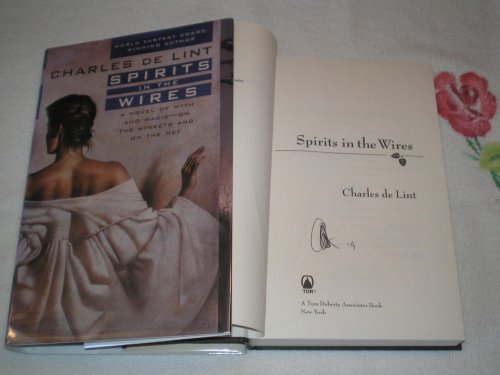 WORLD FANTASY AWARD-
WINNING AUTHOR
CHARLES DE LINT
SPIRITS
IN THE
WIRES
A NOVEL OF MYTH
AND MAGIC—ON
THE STREETS AND
ON THE NET
Spirits in the Wires
Charles de Lint
TOR
A Tom Doherty Associates Book
New York